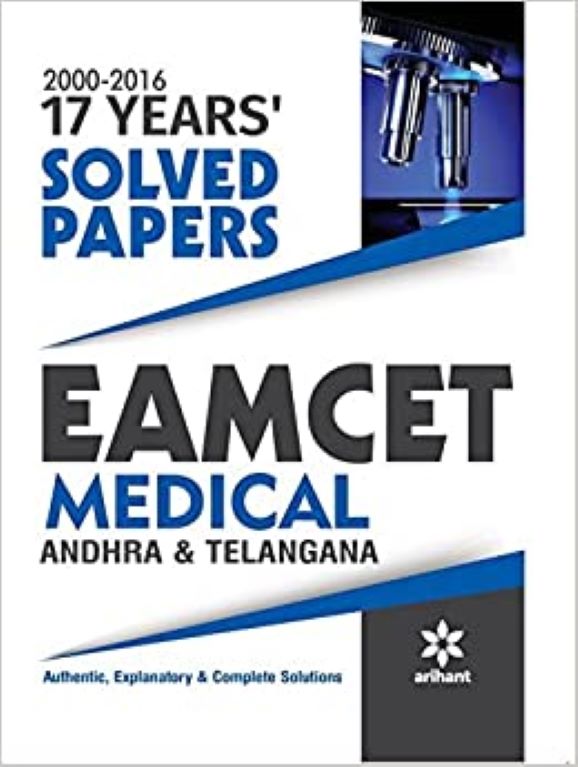 2000-2016
17 YEARS'
SOLVED
PAPERS
EAMCET
MEDICAL
ANDHRA & TELANGANA
Authentic, Explanatory & Complete Solutions
arihant